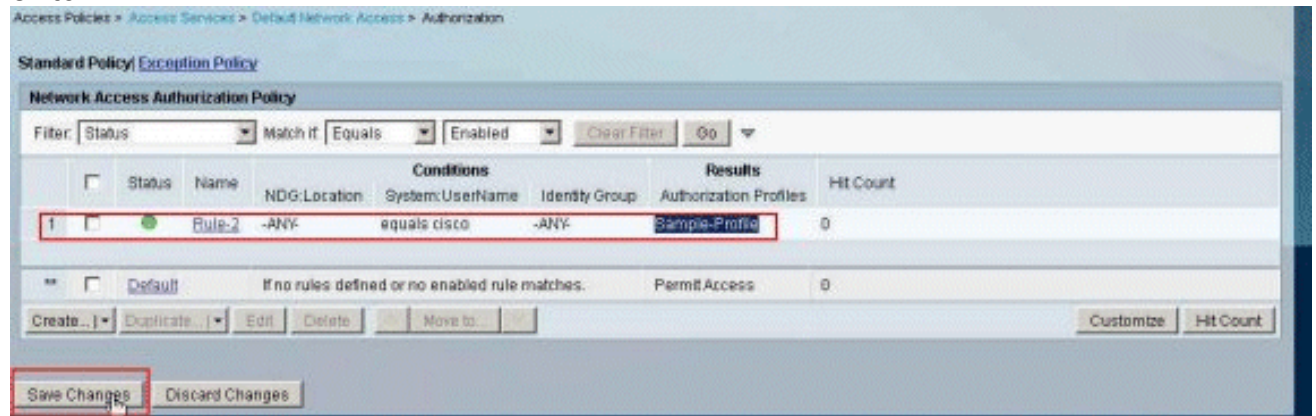 Access Policies > Access Services > Default Network Access > Authorization
Standard Policy| Exception Policy
Network Access Authorization Policy
Filter: Status Match if: Equals Enabled Clear Filter Go
Conditions Results
Status Name NDG:Location System:UserName Identity Group Authorization Profiles Hit Count
1 Rule-2 -ANY- equals cisco -ANY- Sample-Profile 0
** Default If no rules defined or no enabled rule matches. Permit Access 0
Create... | Duplicate... | Edit Delete Move to... Customize Hit Count
Save Changes Discard Changes